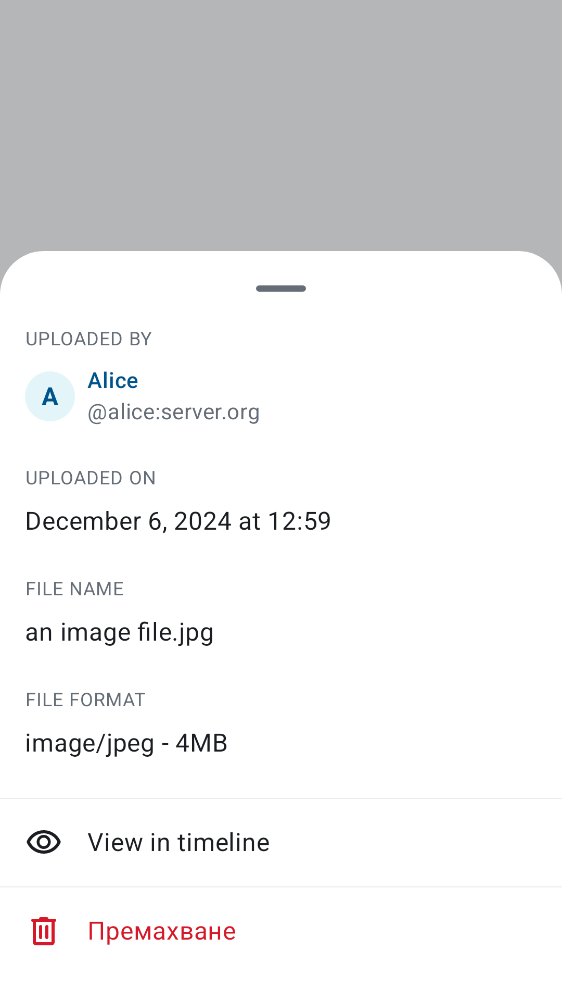 UPLOADED BY
A
Alice
@alice:server.org
UPLOADED ON
December 6, 2024 at 12:59
FILE NAME
an image file.jpg
FILE FORMAT
image/jpeg - 4MB
View in timeline
Премахване